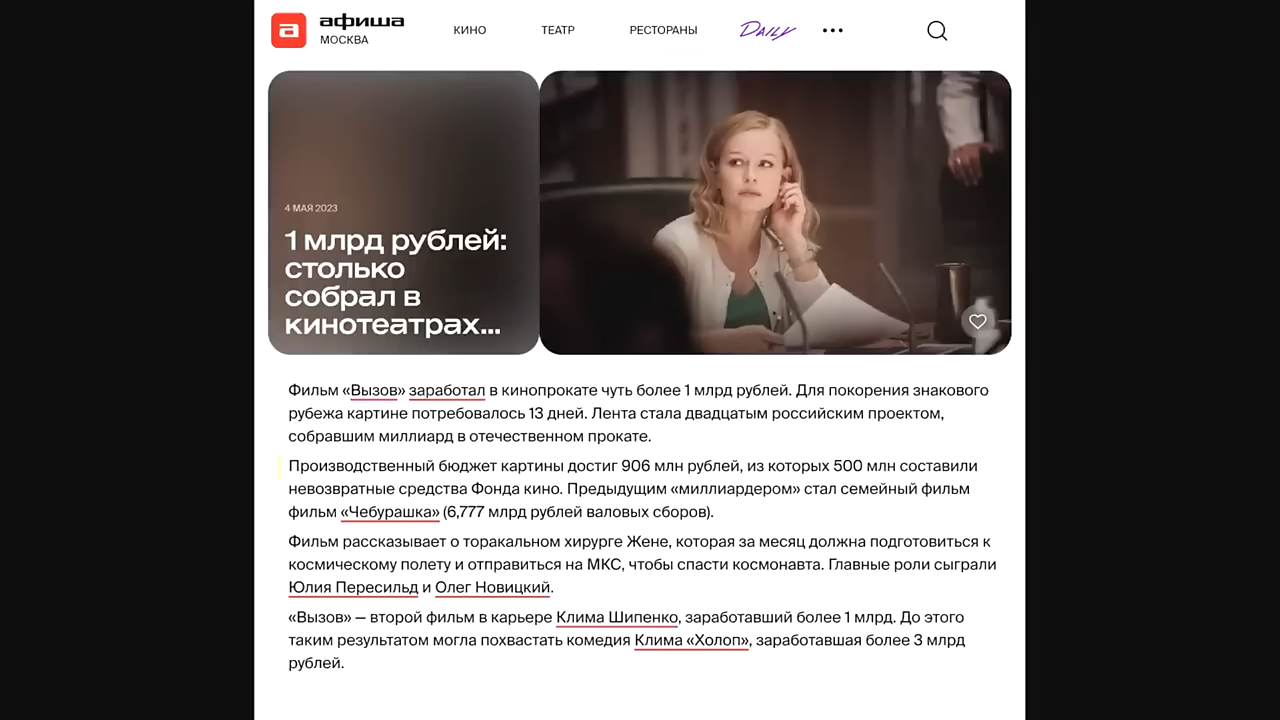 афиша
МОСКВА
КИНО
ТЕАТР
РЕСТОРАНЫ
DAILY
4 МАЯ 2023
1 млрд рублей:
столько
собрал в
кинотеатрах...
Фильм «Вызов» заработал в кинопрокате чуть более 1 млрд рублей. Для покорения знакового
рубежа картине потребовалось 13 дней. Лента стала двадцатым российским проектом,
собравшим миллиард в отечественном прокате.
Производственный бюджет картины достиг 906 млн рублей, из которых 500 млн составили
невозвратные средства Фонда кино. Предыдущим «миллиардером» стал семейный фильм
фильм «Чебурашка» (6,777 млрд рублей валовых сборов).
Фильм рассказывает о торакальном хирурге Жене, которая за месяц должна подготовиться к
космическому полету и отправиться на МКС, чтобы спасти космонавта. Главные роли сыграли
Юлия Пересильд и Олег Новицкий.
«Вызов» — второй фильм в карьере Клима Шипенко, заработавший более 1 млрд. До этого
таким результатом могла похвастать комедия Клима «Холоп», заработавшая более 3 млрд
рублей.